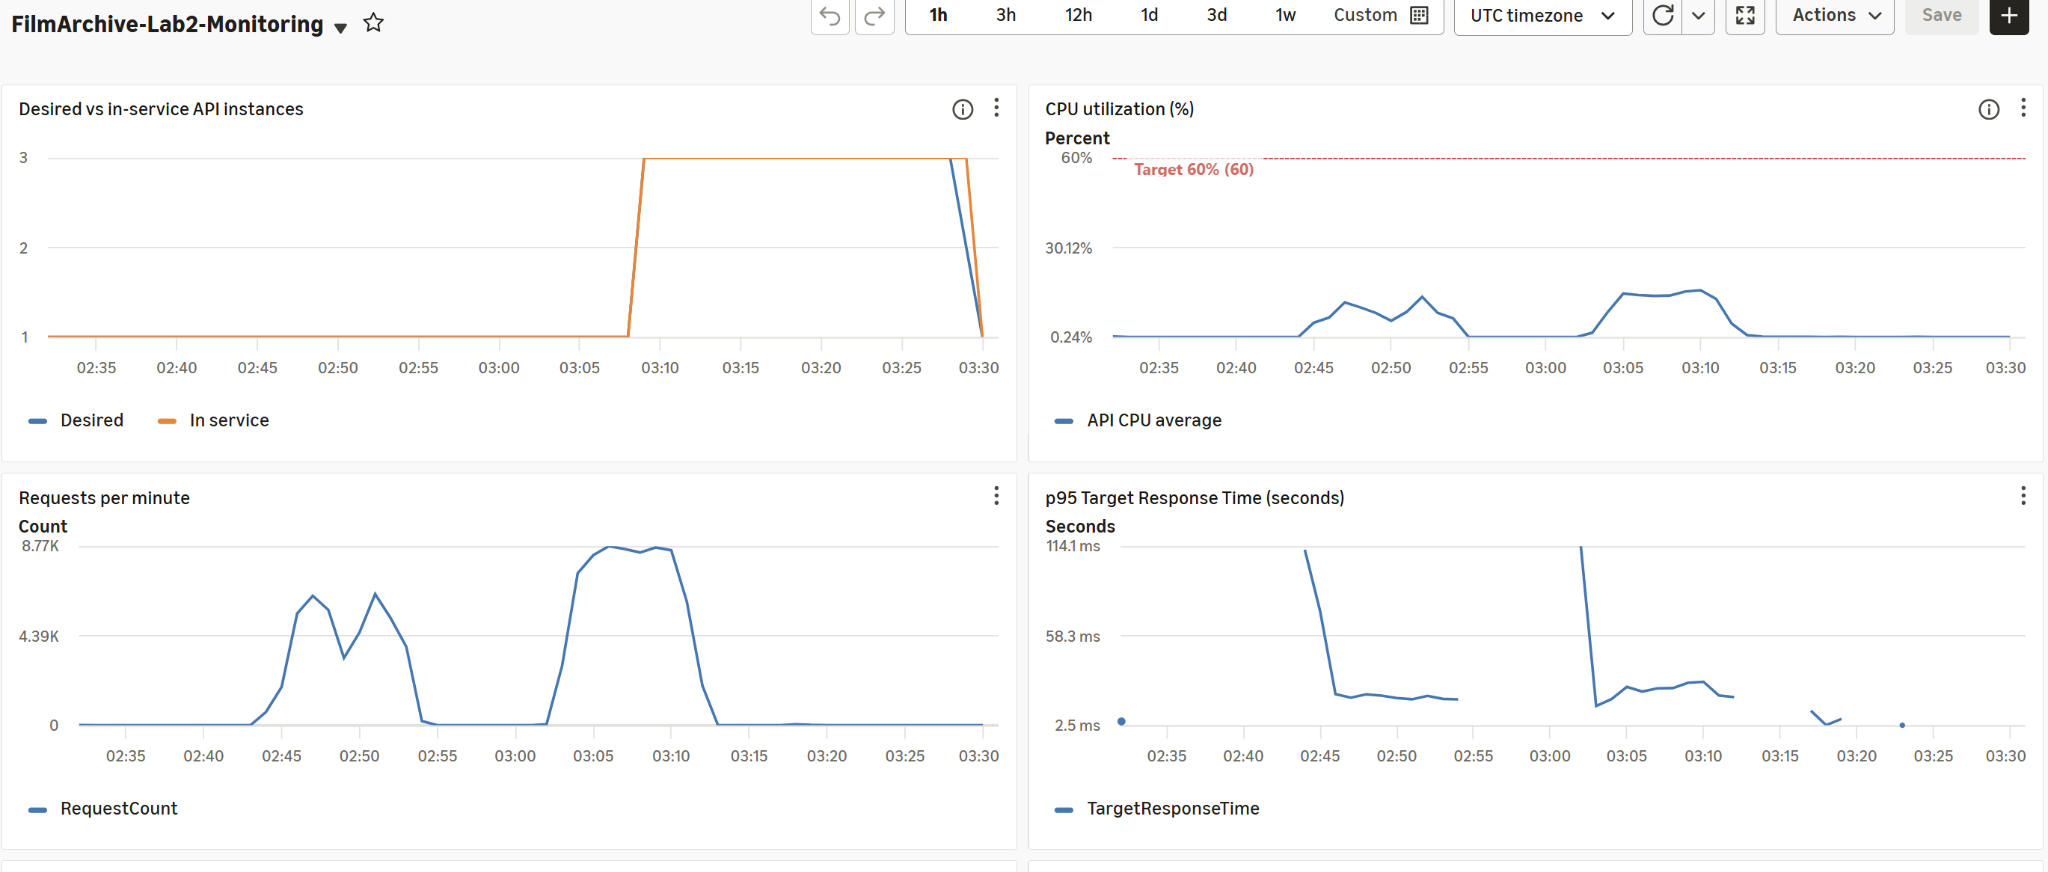 FilmArchive-Lab2-Monitoring
1h 3h 12h 1d 3d 1w Custom UTC timezone Actions Save
Desired vs in-service API instances
3
2
1
02:35 02:40 02:45 02:50 02:55 03:00 03:05 03:10 03:15 03:20 03:25 03:30
Desired In service
CPU utilization (%)
Percent
60%
Target 60% (60)
30.12%
0.24%
02:35 02:40 02:45 02:50 02:55 03:00 03:05 03:10 03:15 03:20 03:25 03:30
API CPU average
Requests per minute
Count
8.77K
4.39K
0
02:35 02:40 02:45 02:50 02:55 03:00 03:05 03:10 03:15 03:20 03:25 03:30
RequestCount
p95 Target Response Time (seconds)
Seconds
114.1 ms
58.3 ms
2.5 ms
02:35 02:40 02:45 02:50 02:55 03:00 03:05 03:10 03:15 03:20 03:25 03:30
TargetResponseTime